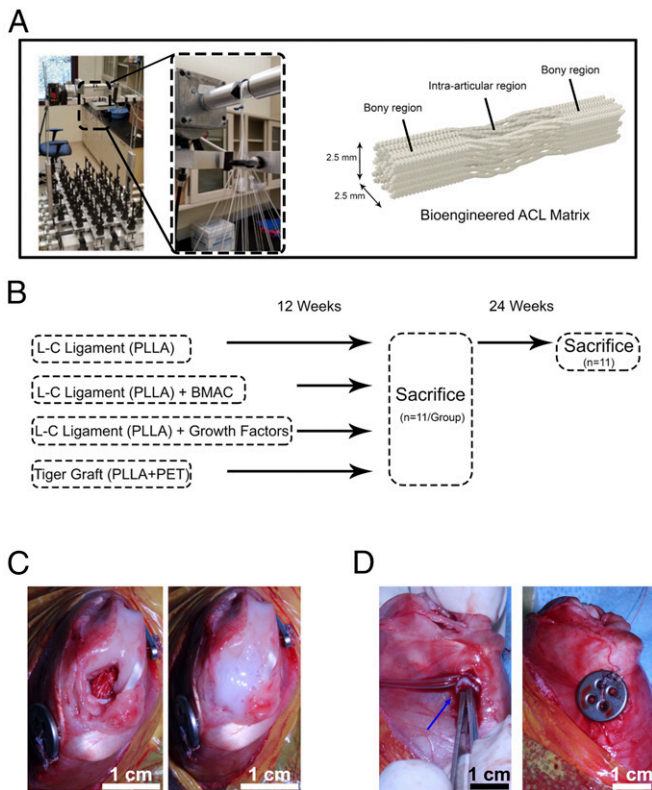 A
Bony region
Intra-articular region
Bony region
2.5 mm
2.5 mm
Bioengineered ACL Matrix
B
12 Weeks
24 Weeks
L-C Ligament (PLLA)
L-C Ligament (PLLA) + BMAC
L-C Ligament (PLLA) + Growth Factors
Tiger Graft (PLLA+PET)
Sacrifice
(n=11/Group)
Sacrifice
(n=11)
C
D
1 cm
1 cm
1 cm
1 cm